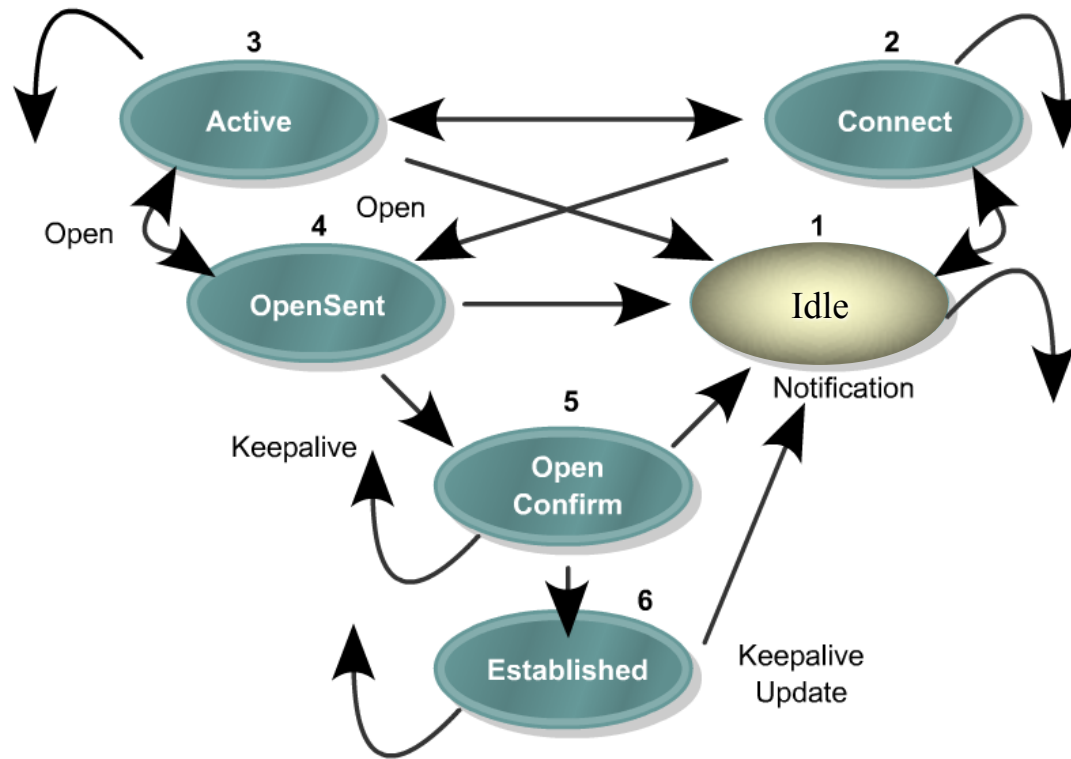 3
2
Active
Connect
Open
Open
4
1
OpenSent
Idle
Notification
5
Keepalive
Open
Confirm
6
Established
Keepalive
Update